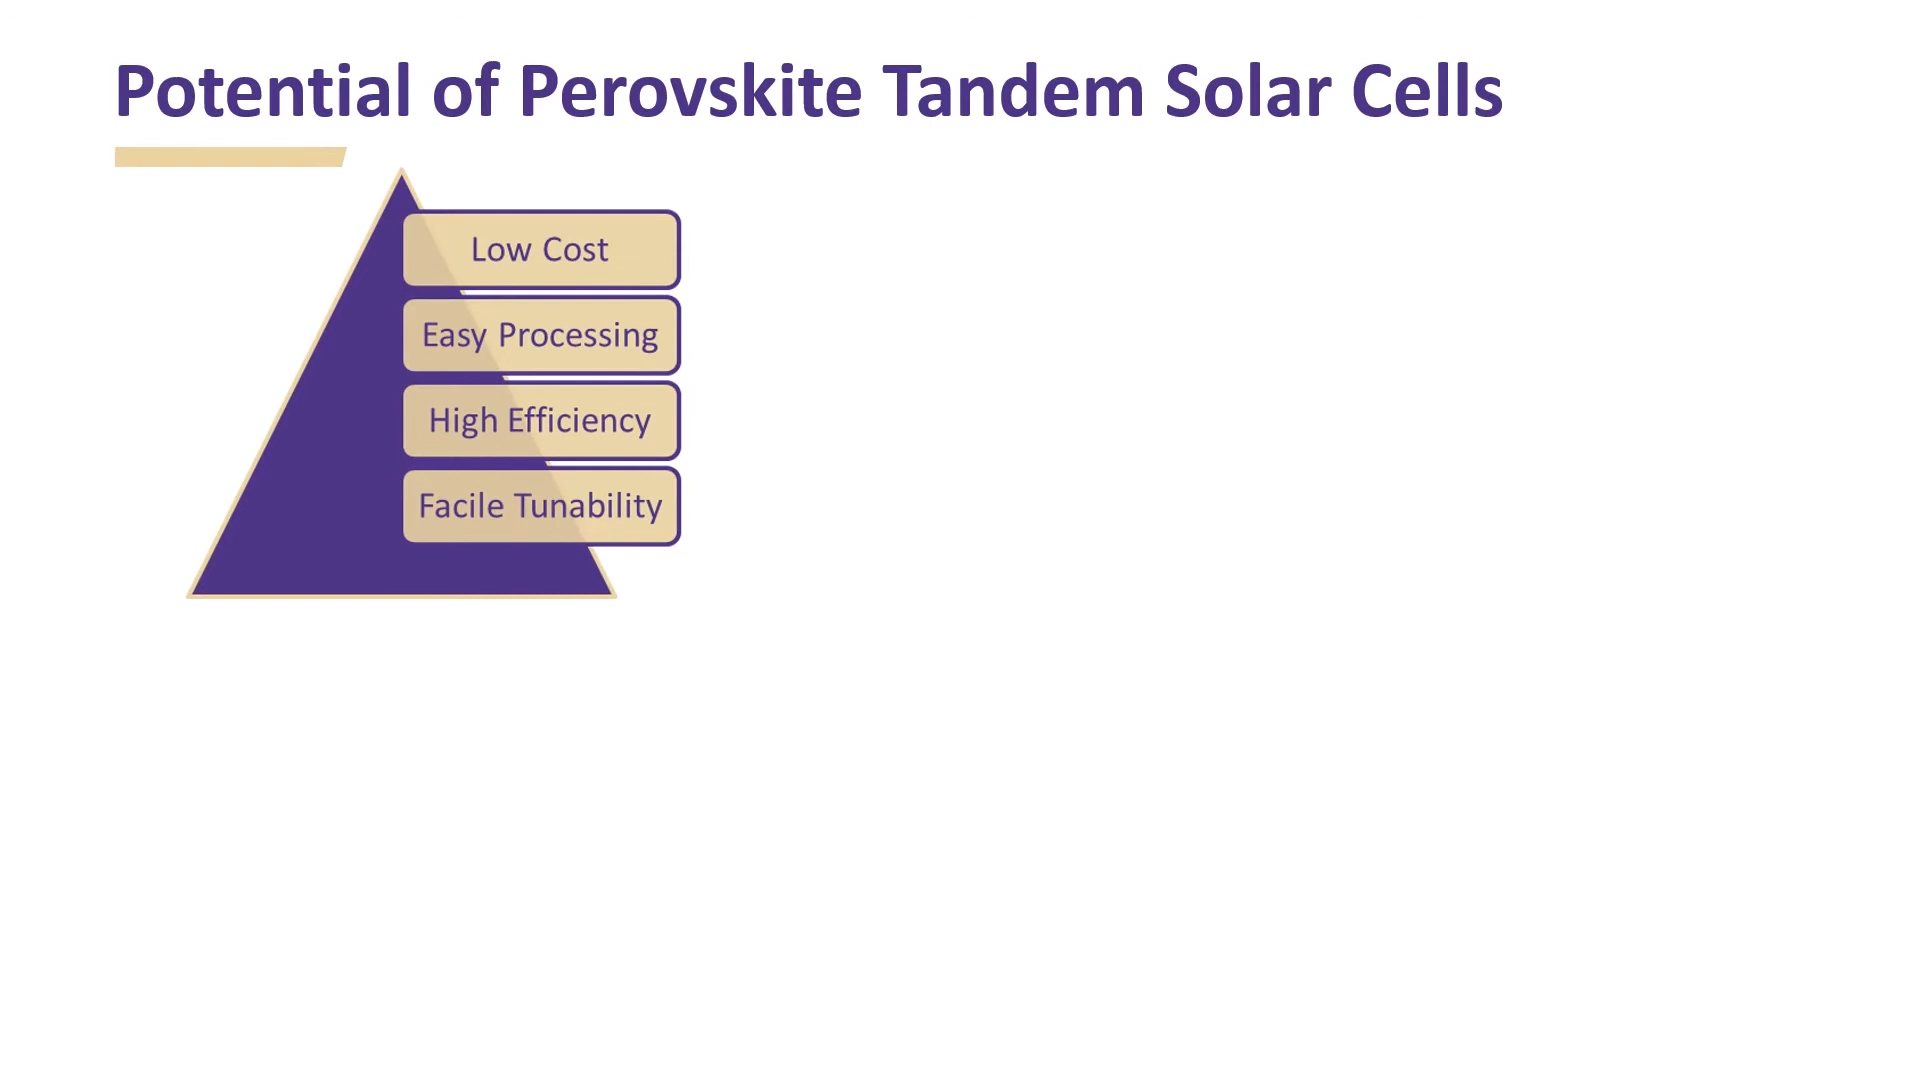 Potential of Perovskite Tandem Solar Cells
Low Cost
Easy Processing
High Efficiency
Facile Tunability